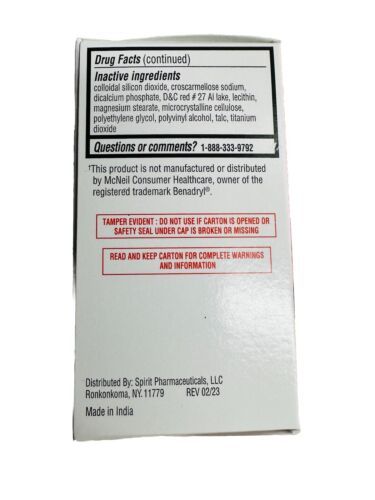 Drug Facts (continued)
Inactive ingredients
colloidal silicon dioxide, croscarmellose sodium,
dicalcium phosphate, D&C red # 27 Al lake, lecithin,
magnesium stearate, microcrystalline cellulose,
polyethylene glycol, polyvinyl alcohol, talc, titanium
dioxide
Questions or comments? 1-888-333-9792
†This product is not manufactured or distributed
by McNeil Consumer Healthcare, owner of the
registered trademark Benadryl®.
TAMPER EVIDENT : DO NOT USE IF CARTON IS OPENED OR
SAFETY SEAL UNDER CAP IS BROKEN OR MISSING
READ AND KEEP CARTON FOR COMPLETE WARNINGS
AND INFORMATION
Distributed By: Spirit Pharmaceuticals, LLC
Ronkonkoma, NY. 11779 REV 02/23
Made in India